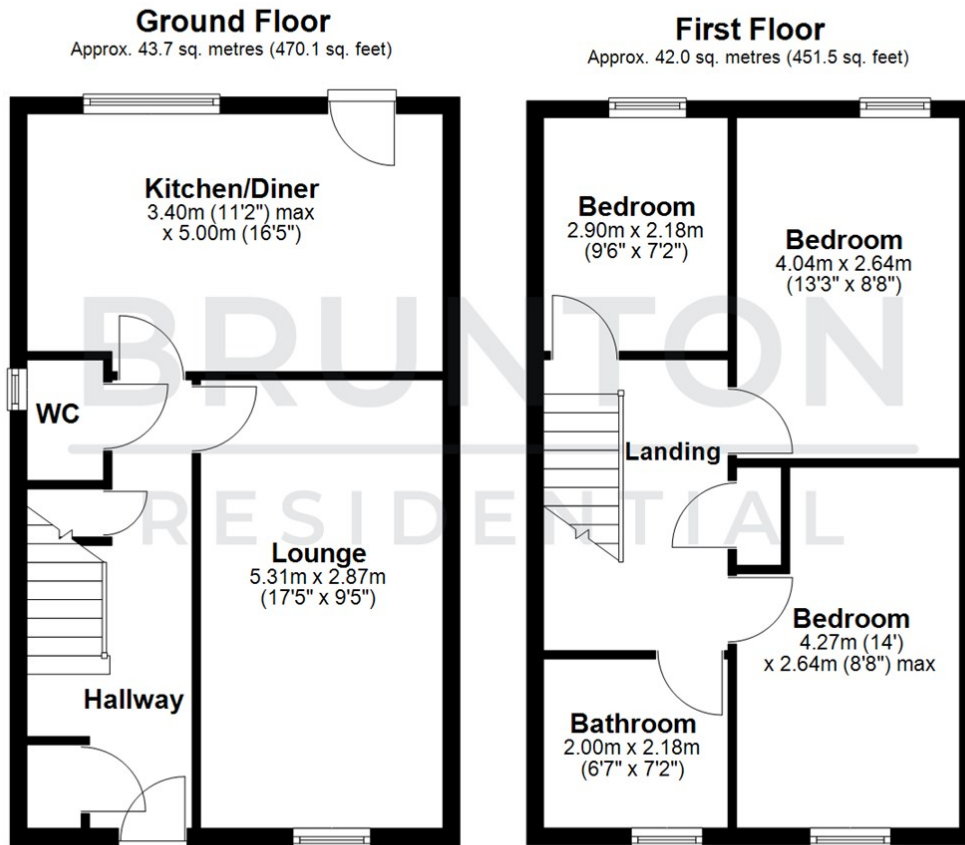 Ground Floor
Approx. 43.7 sq. metres (470.1 sq. feet)
Kitchen/Diner
3.40m (11'2") max
x 5.00m (16'5")
WC
Lounge
5.31m x 2.87m
(17'5" x 9'5")
Hallway
First Floor
Approx. 42.0 sq. metres (451.5 sq. feet)
Bedroom
2.90m x 2.18m
(9'6" x 7'2")
Bedroom
4.04m x 2.64m
(13'3" x 8'8")
Landing
Bedroom
4.27m (14')
x 2.64m (8'8") max
Bathroom
2.00m x 2.18m
(6'7" x 7'2")
BRUNTON
RESIDENTIAL